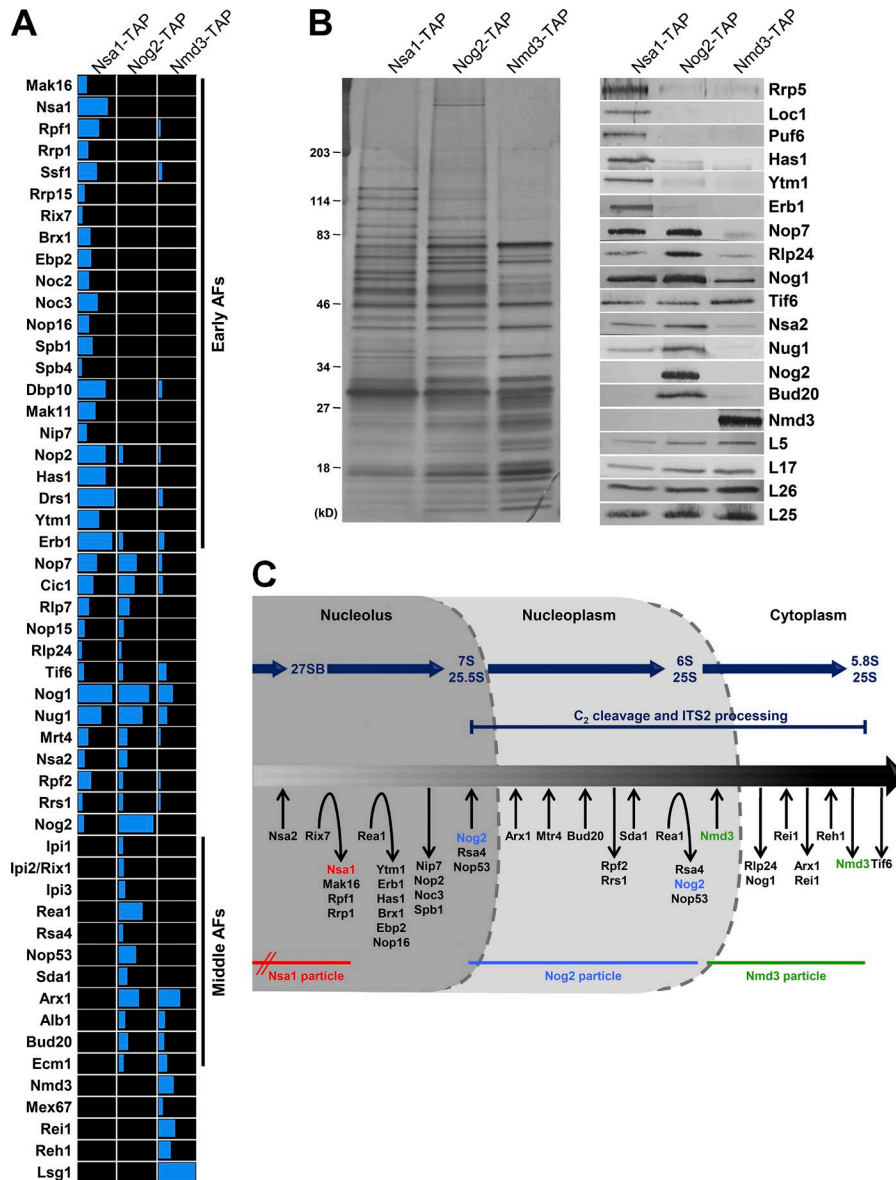 A
Nsa1-TAP
Nog2-TAP
Nmd3-TAP
Mak16
Nsa1
Rpf1
Rrp1
Ssf1
Rrp15
Rix7
Brx1
Ebp2
Noc2
Noc3
Nop16
Spb1
Spb4
Dbp10
Mak11
Nip7
Nop2
Has1
Drs1
Ytm1
Erb1
Nop7
Cic1
Rlp7
Nop15
Rlp24
Tif6
Nog1
Nug1
Mrt4
Nsa2
Rpf2
Rrs1
Nog2
Ipi1
Ipi2/Rix1
Ipi3
Rea1
Rsa4
Nop53
Sda1
Arx1
Alb1
Bud20
Ecm1
Nmd3
Mex67
Rei1
Reh1
Lsg1
Early AFs
Middle AFs
B
Nsa1-TAP
Nog2-TAP
Nmd3-TAP
203
114
83
46
34
27
18
(kD)
Nsa1-TAP
Nog2-TAP
Nmd3-TAP
Rrp5
Loc1
Puf6
Has1
Ytm1
Erb1
Nop7
Rlp24
Nog1
Tif6
Nsa2
Nug1
Nog2
Bud20
Nmd3
L5
L17
L26
L25
C
Nucleolus
Nucleoplasm
Cytoplasm
27SB
7S
25.5S
6S
25S
5.8S
25S
C2 cleavage and ITS2 processing
Nsa2
Rix7
Nsa1
Mak16
Rpf1
Rrp1
Rea1
Ytm1
Erb1
Has1
Brx1
Ebp2
Nop16
Nip7
Nop2
Noc3
Spb1
Nog2
Rsa4
Nop53
Arx1
Mtr4
Bud20
Rpf2
Rrs1
Sda1
Rea1
Rsa4
Nog2
Nop53
Nmd3
Rlp24
Nog1
Rei1
Arx1
Rei1
Reh1
Nmd3
Tif6
Nsa1 particle
Nog2 particle
Nmd3 particle